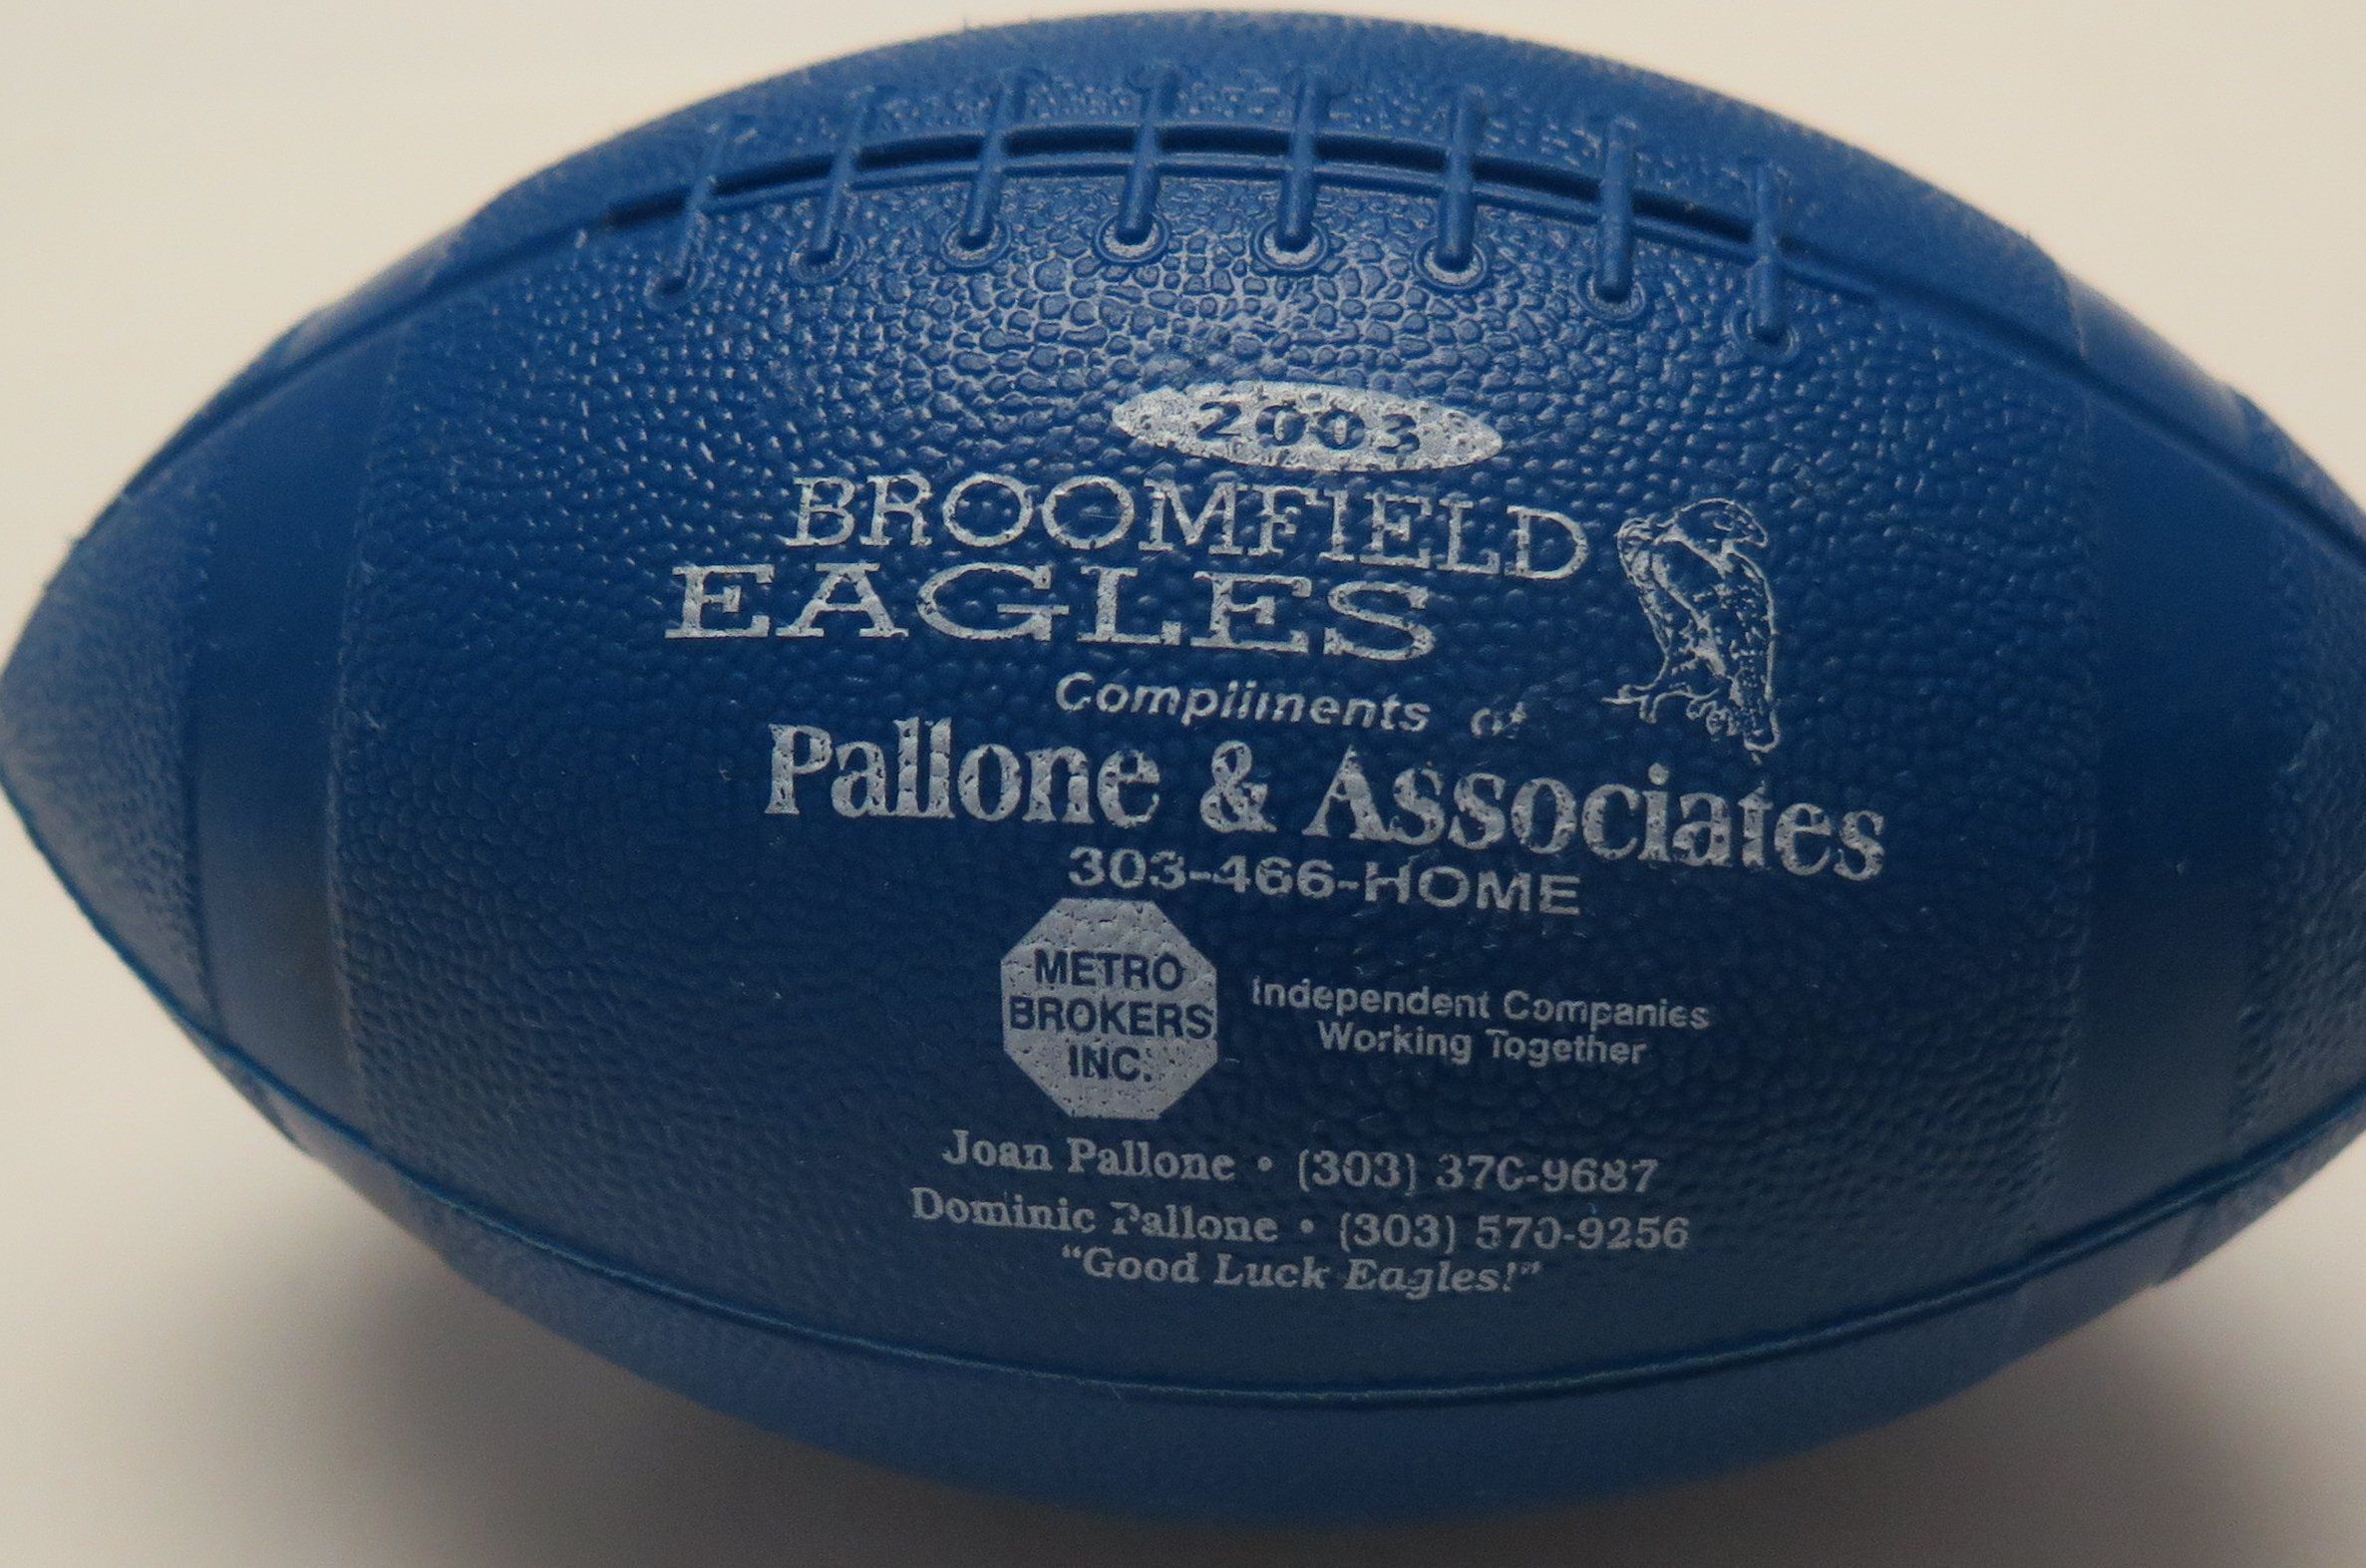 2003
BROOMFIELD
EAGLES
Compliments of
Pallone & Associates
303-466-HOME
METRO
BROKERS
INC.
Independent Companies
Working Together
Joan Pallone • (303) 370-9687
Dominic Pallone • (303) 570-9256
“Good Luck Eagles!”